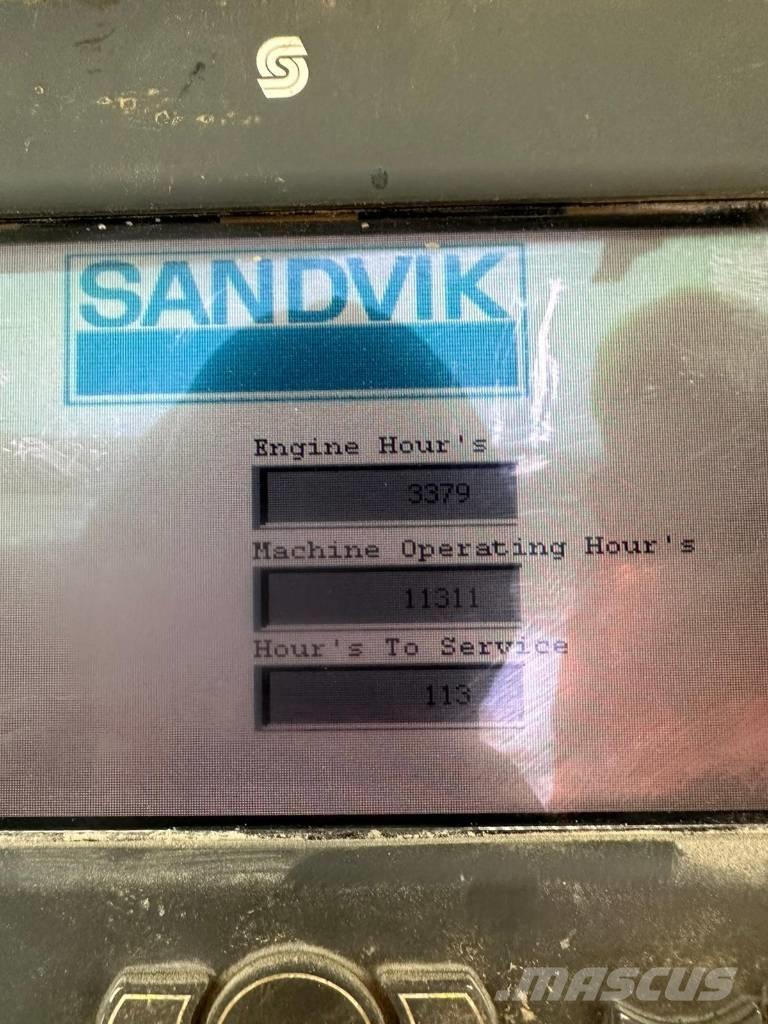 SANDVIK
Engine Hour's
3379
Machine Operating Hour's
11311
Hour's To Service
113
.mascus